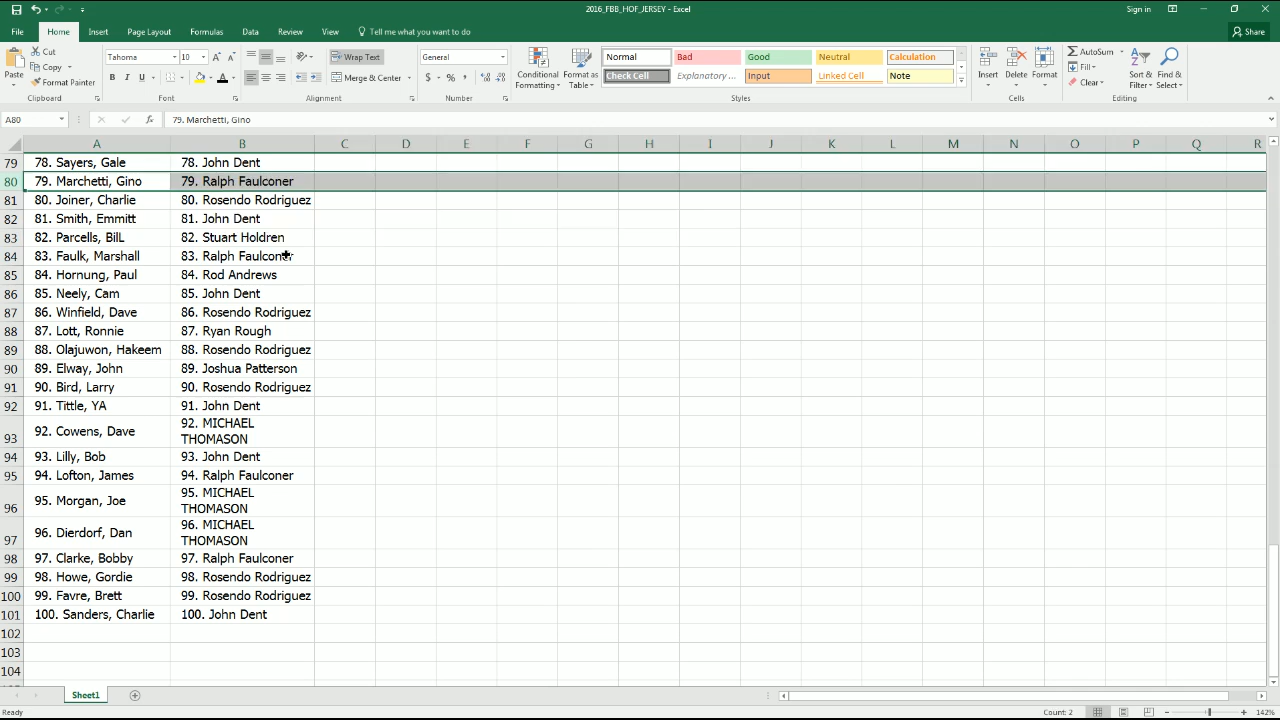 2016_FBB_HOF_JERSEY - Excel
Sign in
File Home Insert Page Layout Formulas Data Review View Tell me what you want to do
Share
Paste
Cut
Copy
Format Painter
Clipboard
Tahoma 10
B I U
Font
Wrap Text
Merge & Center
Alignment
General
$ % ,
Number
Conditional Formatting
Format as Table
Normal Bad Good Neutral Calculation
Check Cell Explanatory ... Input Linked Cell Note
Styles
Insert Delete Format
Cells
AutoSum
Fill
Clear
Sort & Filter
Find & Select
Editing
A80
fx
79. Marchetti, Gino
A B C D E F G H I J K L M N O P Q R
79 78. Sayers, Gale 78. John Dent
80 79. Marchetti, Gino 79. Ralph Faulconer
81 80. Joiner, Charlie 80. Rosendo Rodriguez
82 81. Smith, Emmitt 81. John Dent
83 82. Parcells, BilL 82. Stuart Holdren
84 83. Faulk, Marshall 83. Ralph Faulconer
85 84. Hornung, Paul 84. Rod Andrews
86 85. Neely, Cam 85. John Dent
87 86. Winfield, Dave 86. Rosendo Rodriguez
88 87. Lott, Ronnie 87. Ryan Rough
89 88. Olajuwon, Hakeem 88. Rosendo Rodriguez
90 89. Elway, John 89. Joshua Patterson
91 90. Bird, Larry 90. Rosendo Rodriguez
92 91. Tittle, YA 91. John Dent
93 92. Cowens, Dave 92. MICHAEL
THOMASON
94 93. Lilly, Bob 93. John Dent
95 94. Lofton, James 94. Ralph Faulconer
96 95. Morgan, Joe 95. MICHAEL
THOMASON
97 96. Dierdorf, Dan 96. MICHAEL
THOMASON
98 97. Clarke, Bobby 97. Ralph Faulconer
99 98. Howe, Gordie 98. Rosendo Rodriguez
100 99. Favre, Brett 99. Rosendo Rodriguez
101 100. Sanders, Charlie 100. John Dent
102
103
104
Sheet1
Ready
Count: 2
142%